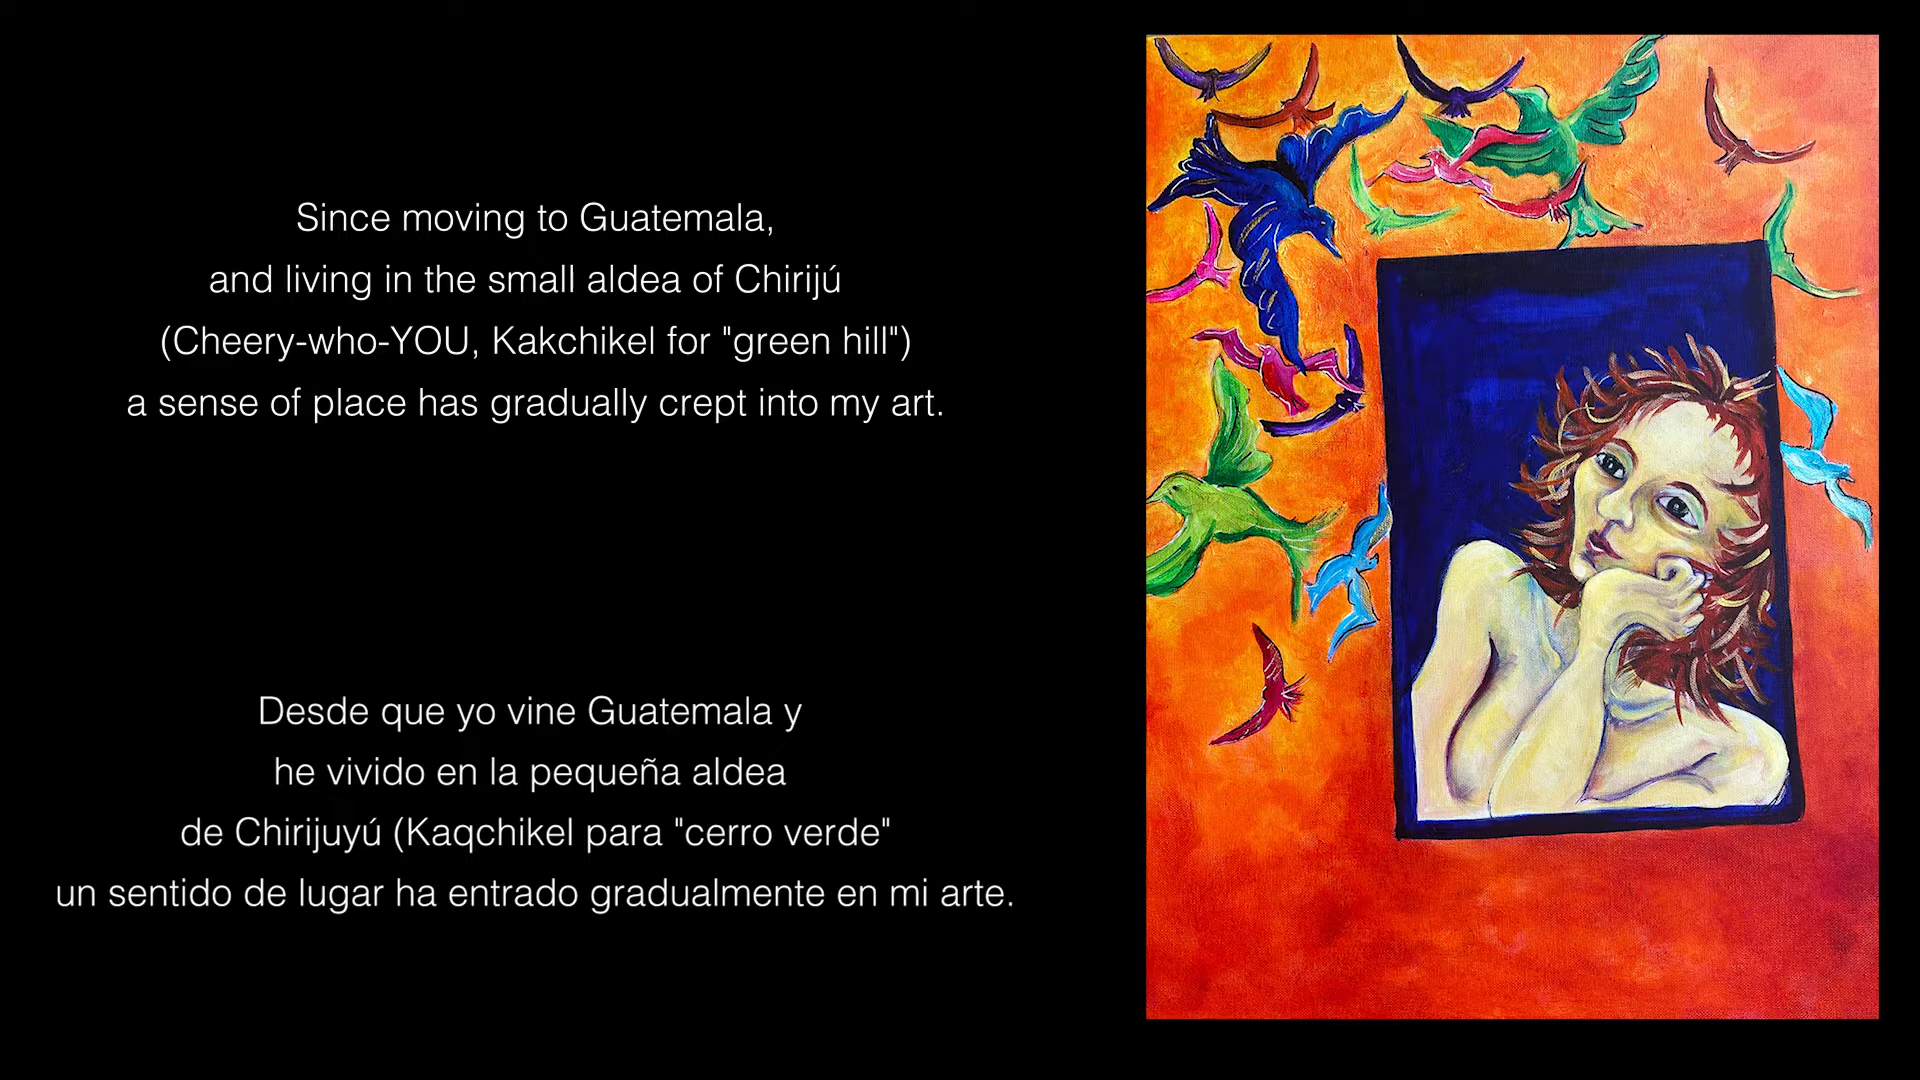 Since moving to Guatemala,
and living in the small aldea of Chirijú
(Cheery-who-YOU, Kakchikel for "green hill")
a sense of place has gradually crept into my art.
Desde que yo vine Guatemala y
he vivido en la pequeña aldea
de Chirijuyú (Kaqchikel para "cerro verde"
un sentido de lugar ha entrado gradualmente en mi arte.